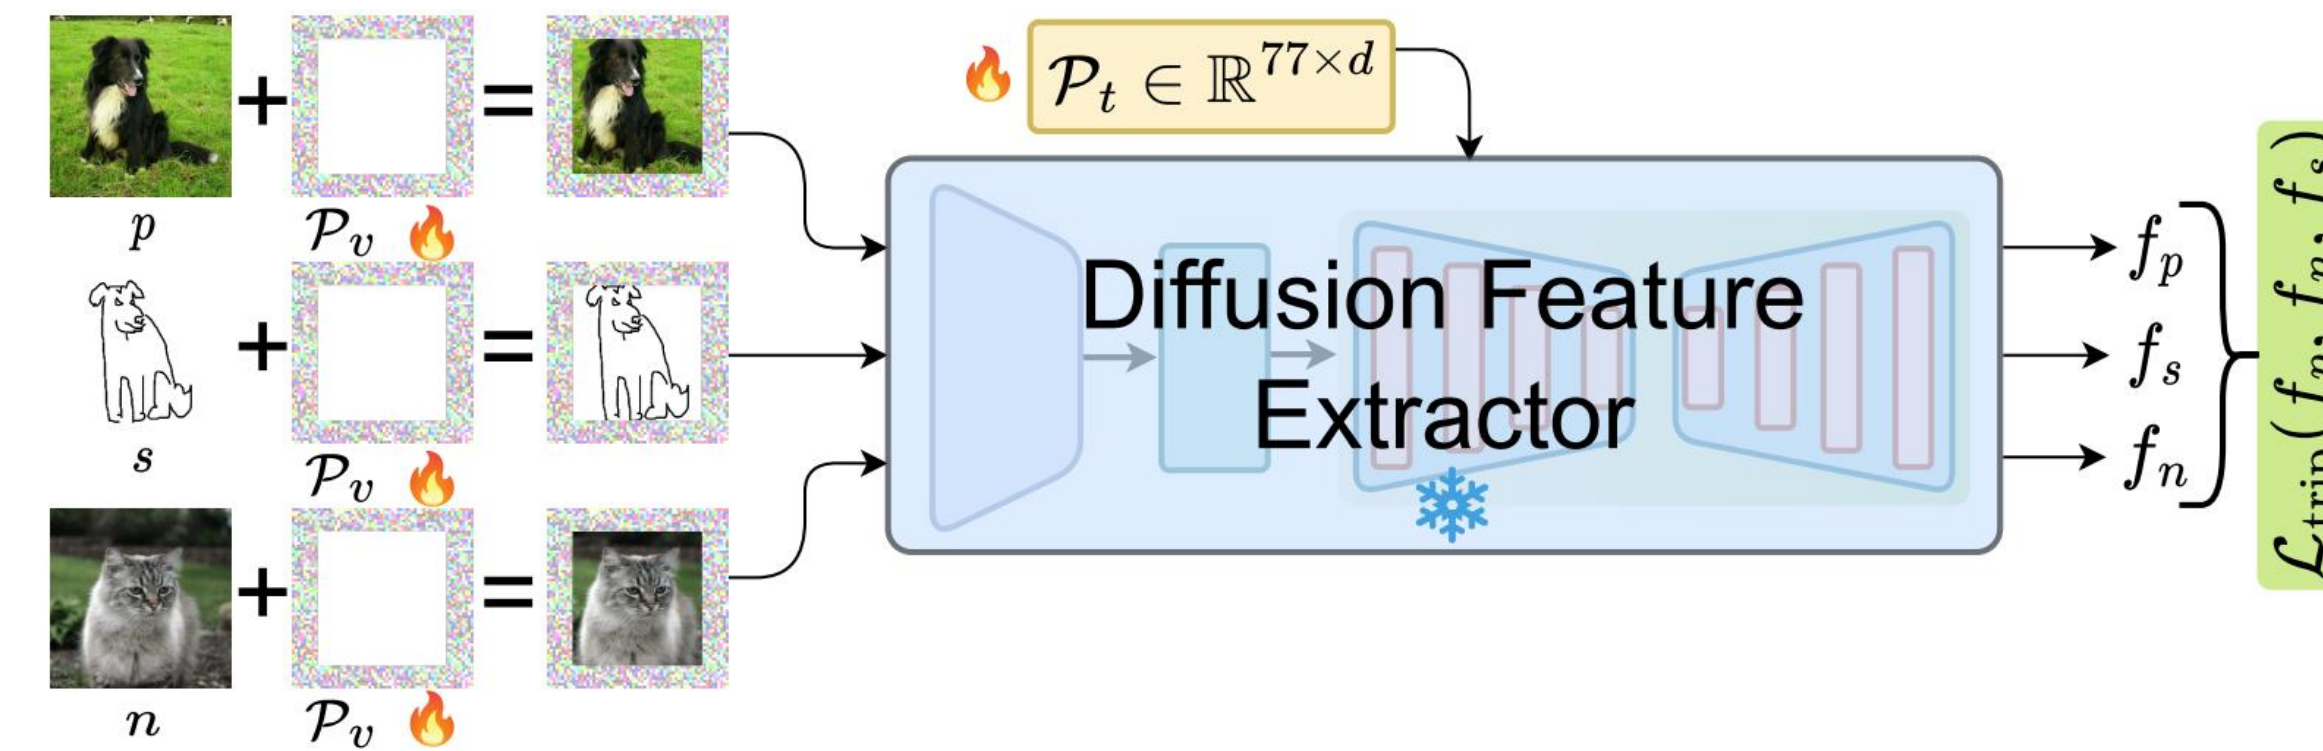 p
𝒫_v
s
𝒫_v
n
𝒫_v
𝒫_t ∈ ℝ^{77×d}
Diffusion Feature
Extractor
f_p
f_s
f_n